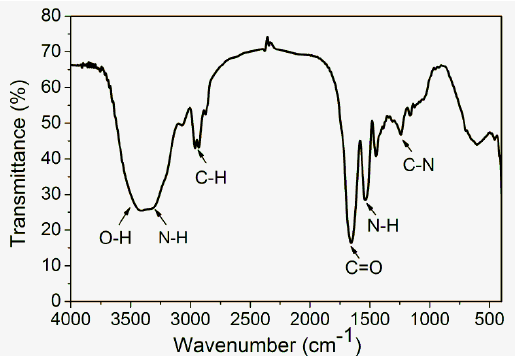 80
70
60
50
40
30
20
10
0
Transmittance (%)
C-H
C-N
O-H
N-H
N-H
C=O
4000 3500 3000 2500 2000 1500 1000 500
Wavenumber (cm-1)